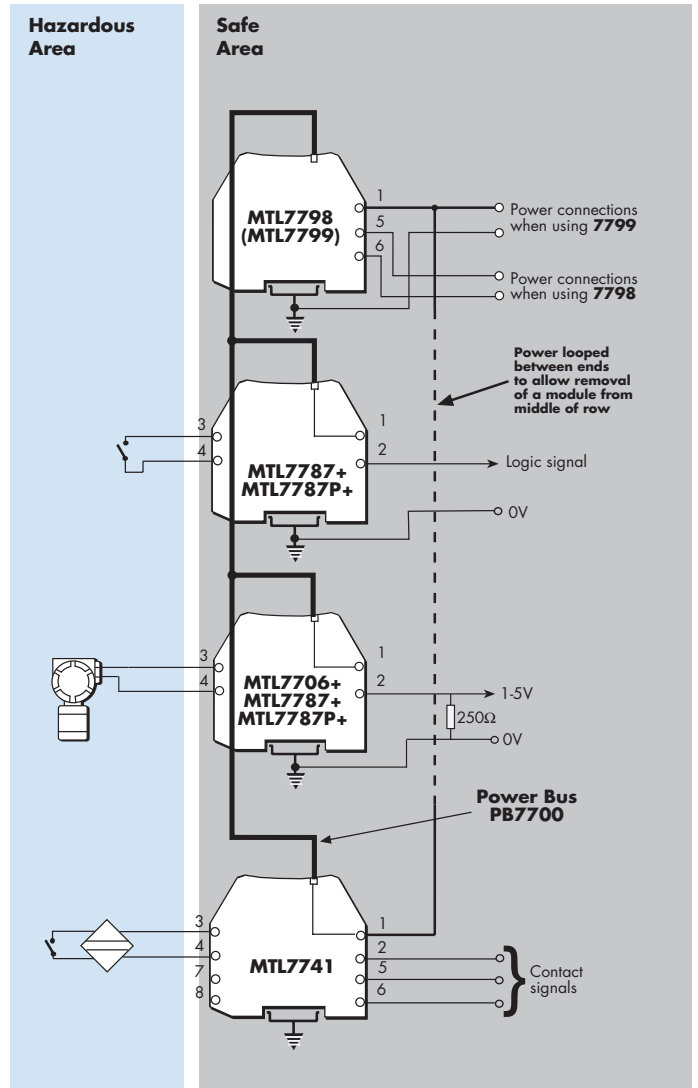 Hazardous
Area
Safe
Area
MTL7798
(MTL7799)
1
5
6
Power connections
when using 7799
Power connections
when using 7798
Power looped
between ends
to allow removal
of a module from
middle of row
3
4
MTL7787+
MTL7787P+
1
2
Logic signal
0V
3
4
MTL7706+
MTL7787+
MTL7787P+
1
2
1-5V
250Ω
0V
Power Bus
PB7700
3
4
7
8
MTL7741
1
2
5
6
Contact
signals